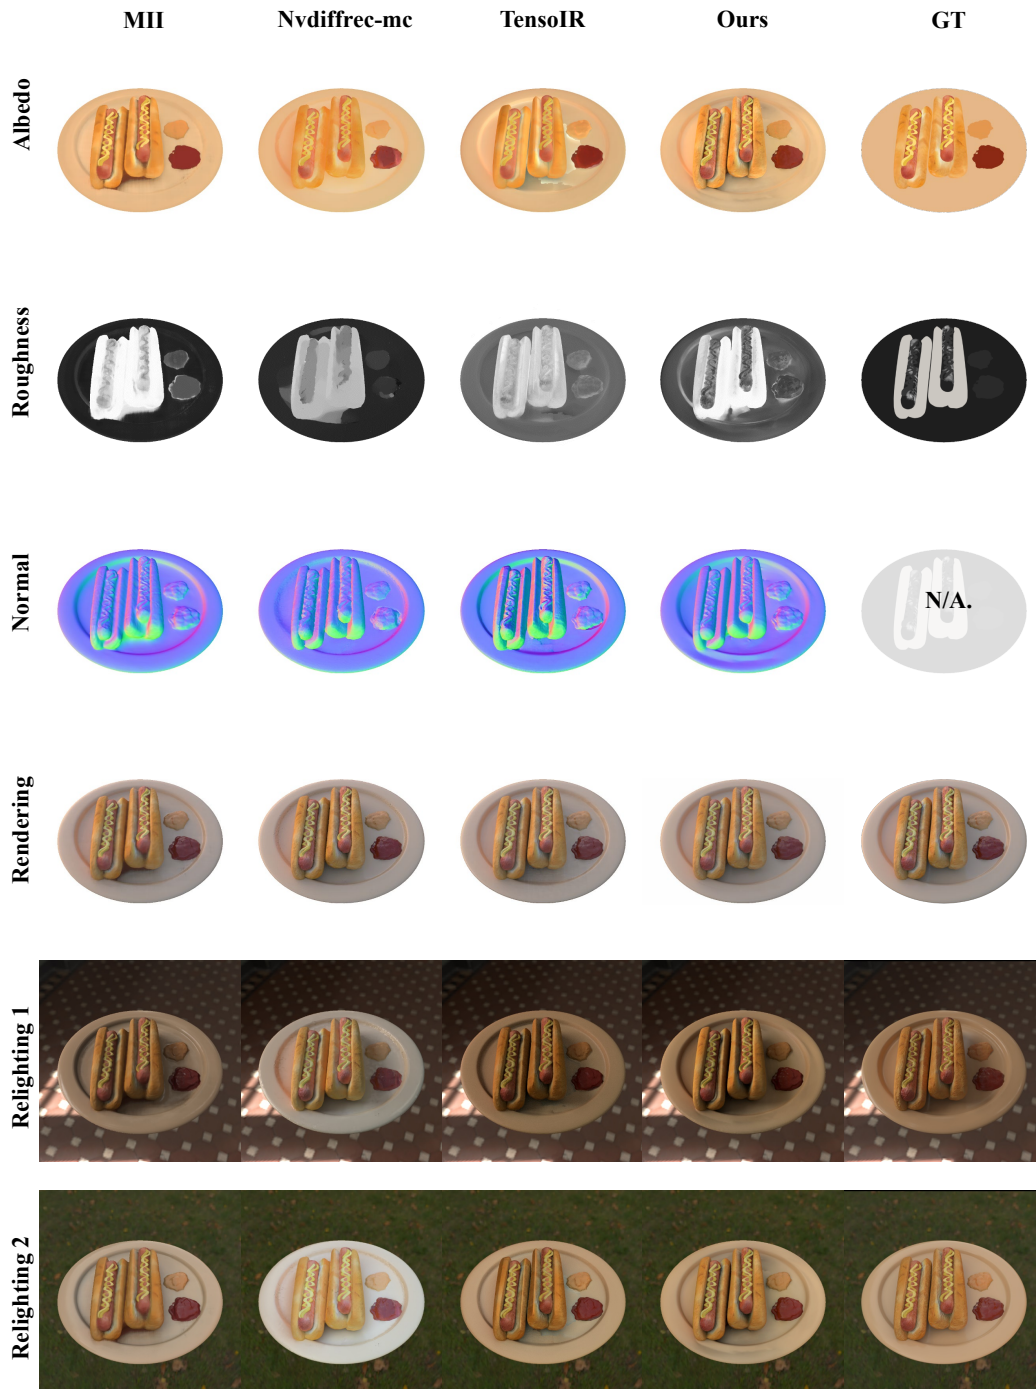 MII Nvdiffrec-mc TensoIR Ours GT
Albedo
Roughness
Normal
N/A.
Rendering
Relighting 1
Relighting 2